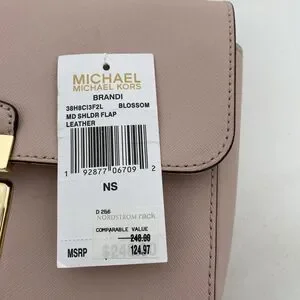 MICHAEL
MICHAEL KORS
BRANDI
38H8CI3F2L BLOSSOM
MD SHLDR FLAP
LEATHER
1 92877 06709 2
NS
D 286
NORDSTROM rack
COMPARABLE VALUE
248.00
MSRP 124.97